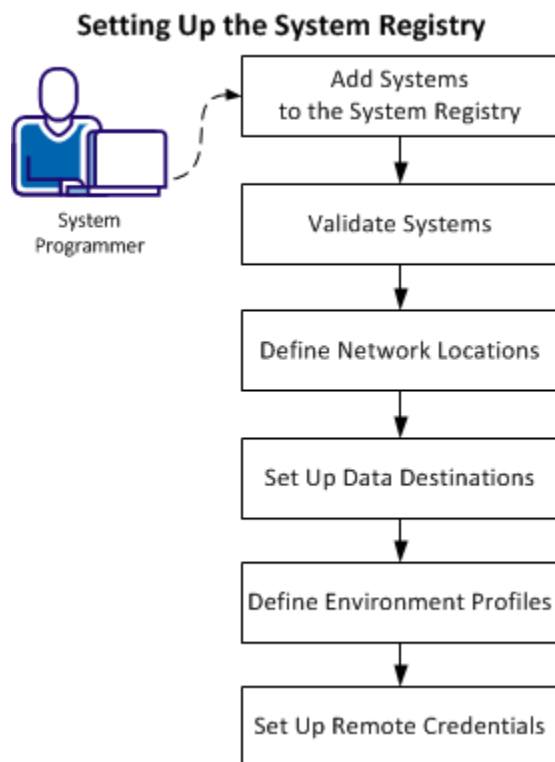 Setting Up the System Registry
Add Systems
to the System Registry
System
Programmer
Validate Systems
Define Network Locations
Set Up Data Destinations
Define Environment Profiles
Set Up Remote Credentials